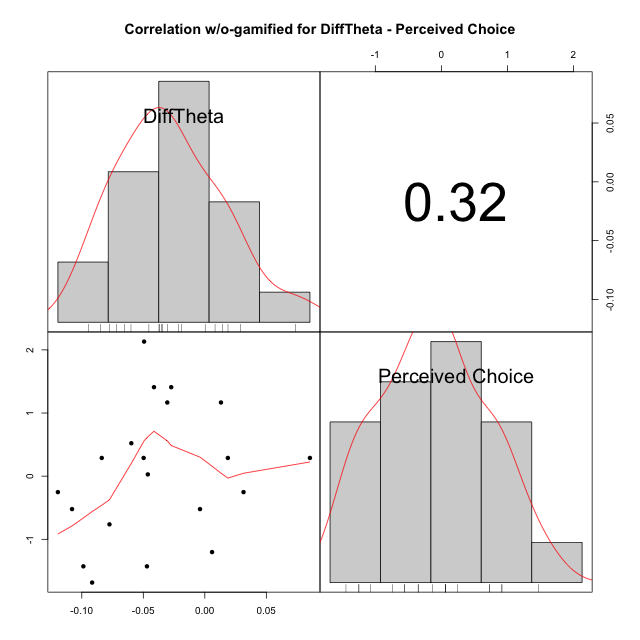 Correlation w/o-gamified for DiffTheta - Perceived Choice
-1 0 1 2
DiffTheta
0.32
0.05
0.00
-0.05
-0.10
2
1
0
-1
Perceived Choice
-0.10 -0.05 0.00 0.05